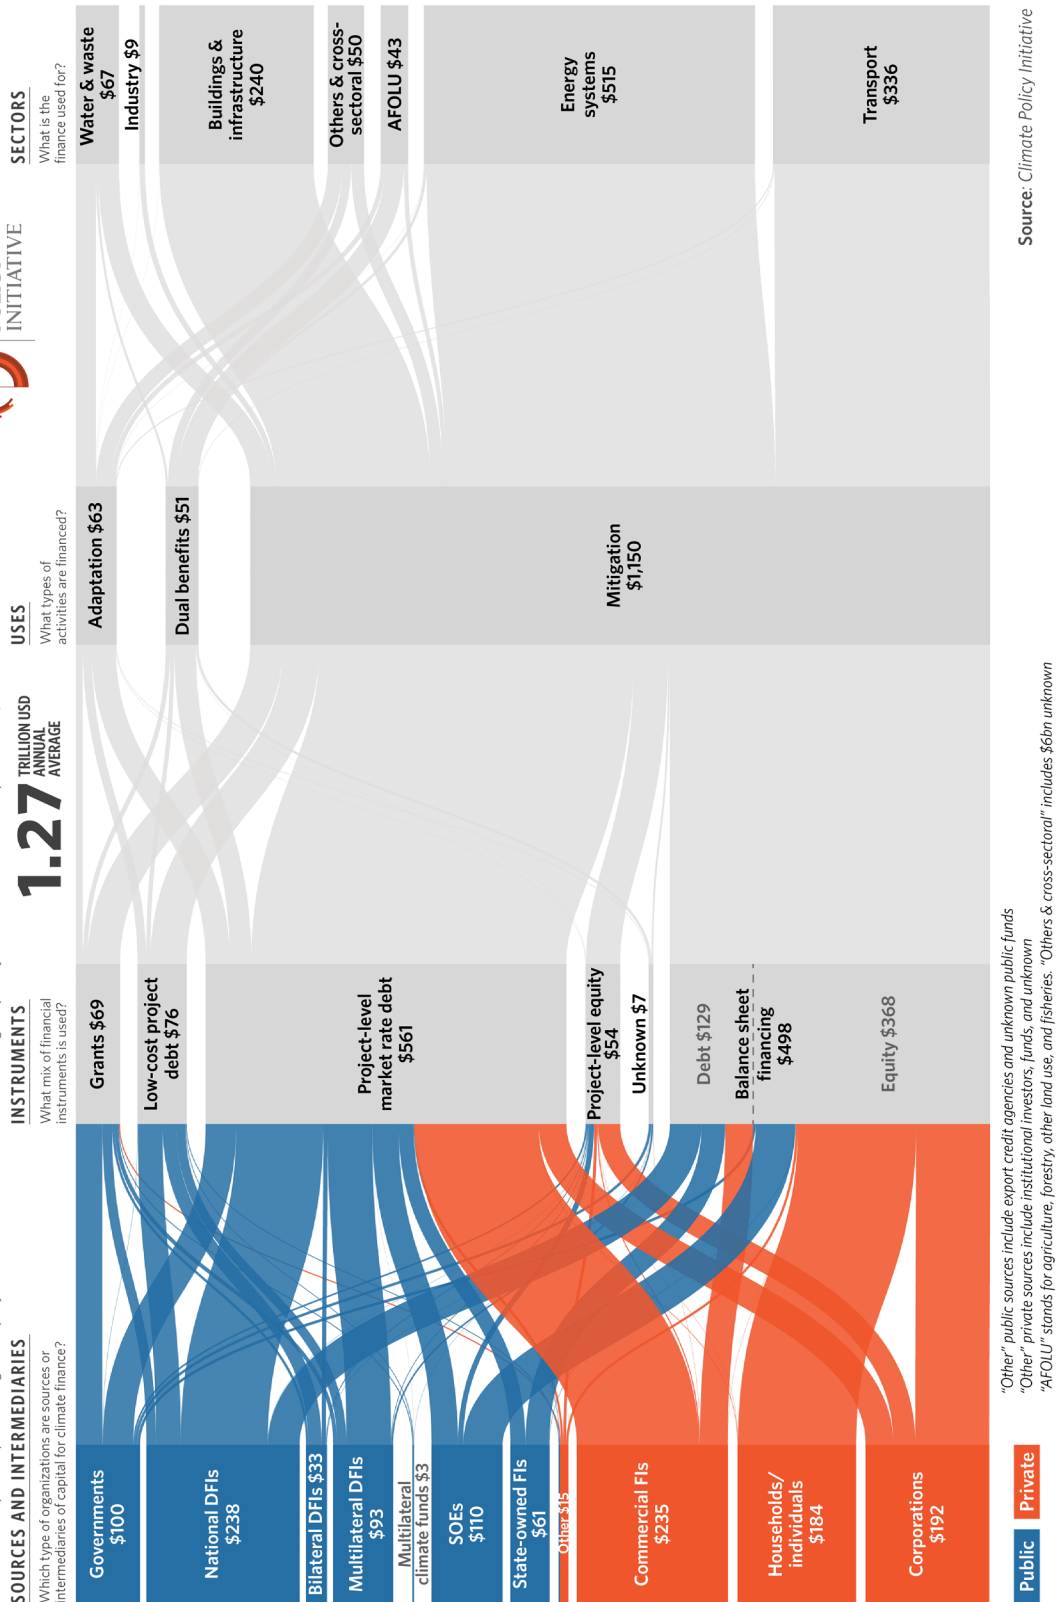 INITIATIVE
1.27
TRILLION USD
ANNUAL
AVERAGE
SOURCES AND INTERMEDIARIES
Which type of organizations are sources or
intermediaries of capital for climate finance?
INSTRUMENTS
What mix of financial
instruments is used?
USES
What types of
activities are financed?
SECTORS
What is the
finance used for?
Governments
$100
National DFIs
$238
Bilateral DFIs $33
Multilateral DFIs
$93
Multilateral
climate funds $3
SOEs
$110
State-owned FIs
$61
Other $15
Commercial FIs
$235
Households/
individuals
$184
Corporations
$192
Grants $69
Low-cost project
debt $76
Project-level
market rate debt
$561
Project-level equity
$54
Unknown $7
Debt $129
Balance sheet
financing
$498
Equity $368
Adaptation $63
Dual benefits $51
Mitigation
$1,150
Water & waste
$67
Industry $9
Buildings &
infrastructure
$240
Others & cross-
sectoral $50
AFOLU $43
Energy
systems
$515
Transport
$336
Public
Private
"Other" public sources include export credit agencies and unknown public funds
"Other" private sources include institutional investors, funds, and unknown
"AFOLU" stands for agriculture, forestry, other land use, and fisheries. "Others & cross-sectoral" includes $6bn unknown
Source: Climate Policy Initiative